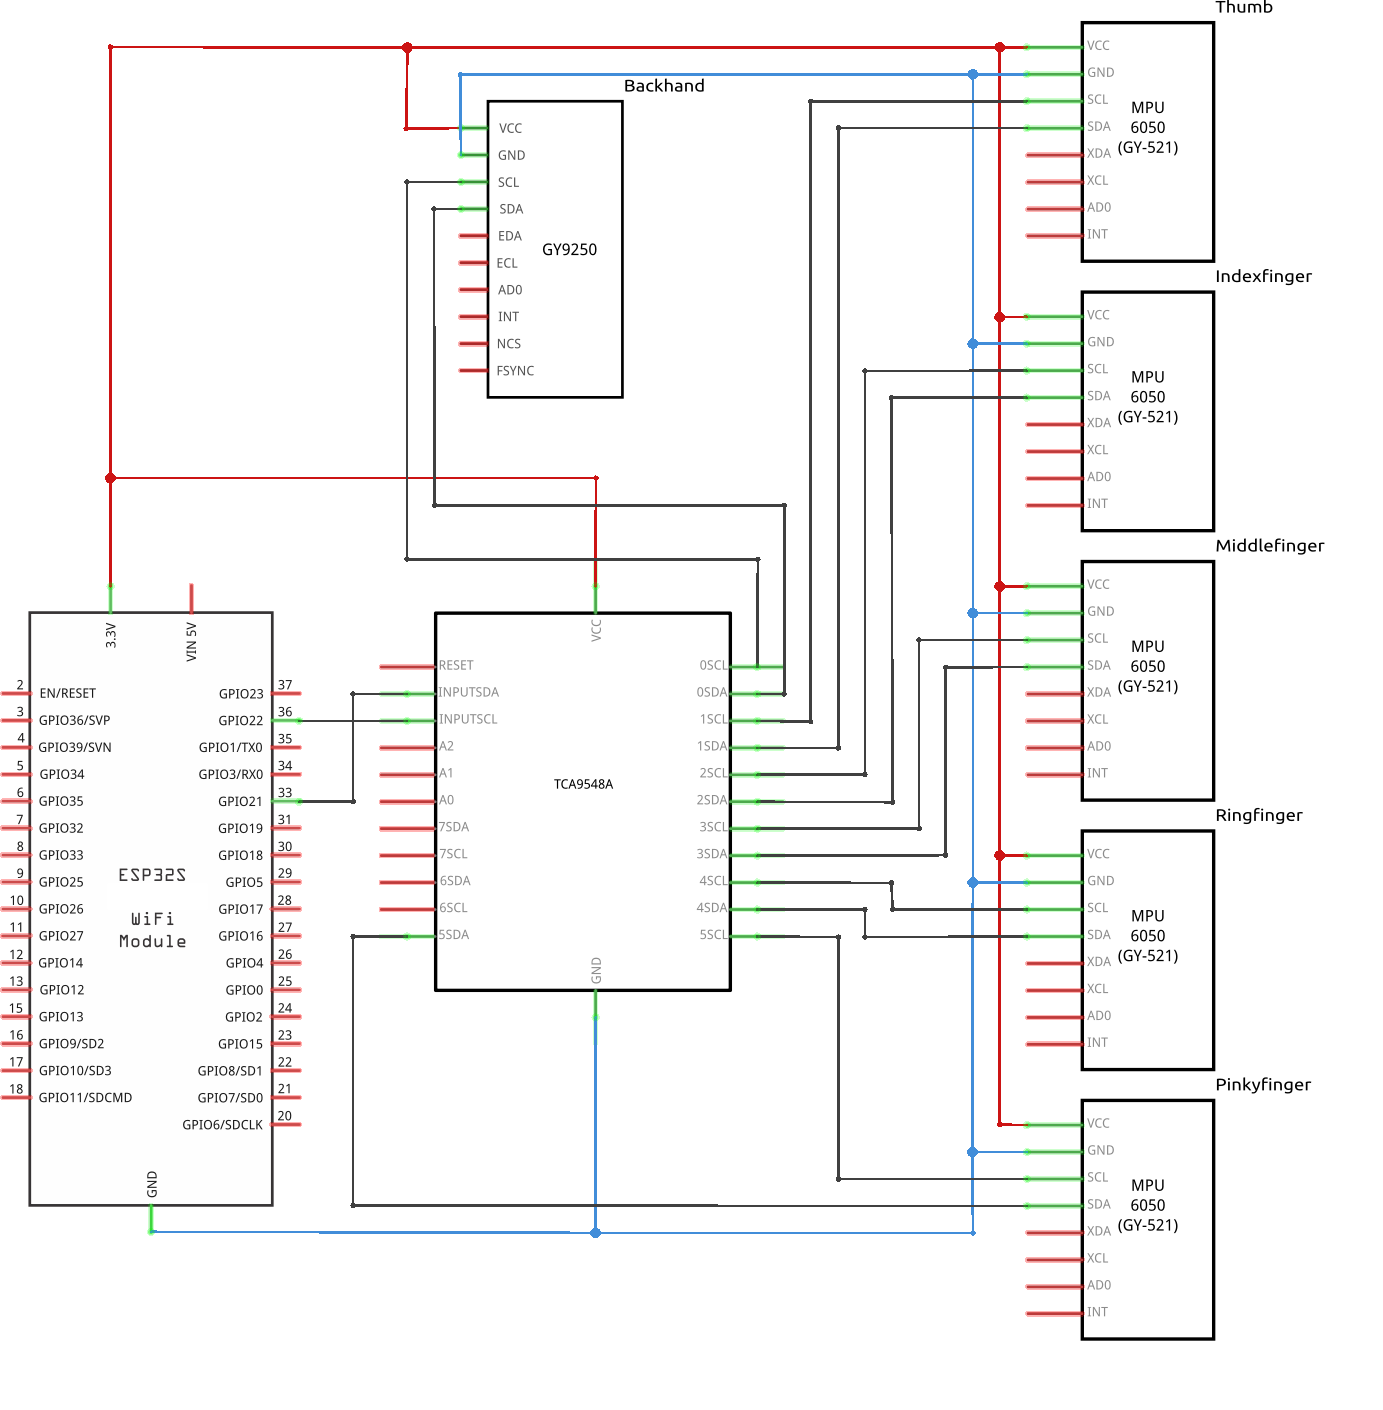 Thumb
VCC
GND
SCL
SDA
XDA
XCL
AD0
INT
MPU
6050
(GY-521)
Backhand
VCC
GND
SCL
SDA
EDA
ECL
AD0
INT
NCS
FSYNC
GY9250
Indexfinger
VCC
GND
SCL
SDA
XDA
XCL
AD0
INT
MPU
6050
(GY-521)
Middlefinger
VCC
GND
SCL
SDA
XDA
XCL
AD0
INT
MPU
6050
(GY-521)
3.3V
VIN 5V
2 EN/RESET
3 GPIO36/SVP
4 GPIO39/SVN
5 GPIO34
6 GPIO35
7 GPIO32
8 GPIO33
9 GPIO25
10 GPIO26
11 GPIO27
12 GPIO14
13 GPIO12
15 GPIO13
16 GPIO9/SD2
17 GPIO10/SD3
18 GPIO11/SDCMD
ESP32S
WiFi
Module
GPIO23 37
GPIO22 36
GPIO1/TX0 35
GPIO3/RX0 34
GPIO21 33
GPIO19 31
GPIO18 30
GPIO5 29
GPIO17 28
GPIO16 27
GPIO4 26
GPIO0 25
GPIO2 24
GPIO15 23
GPIO8/SD1 22
GPIO7/SD0 21
GPIO6/SDCLK 20
GND
VCC
RESET
INPUTSDA
INPUTSCL
A2
A1
A0
7SDA
7SCL
6SDA
6SCL
5SDA
TCA9548A
0SCL
0SDA
1SCL
1SDA
2SCL
2SDA
3SCL
3SDA
4SCL
4SDA
5SCL
GND
Ringfinger
VCC
GND
SCL
SDA
XDA
XCL
AD0
INT
MPU
6050
(GY-521)
Pinkyfinger
VCC
GND
SCL
SDA
XDA
XCL
AD0
INT
MPU
6050
(GY-521)